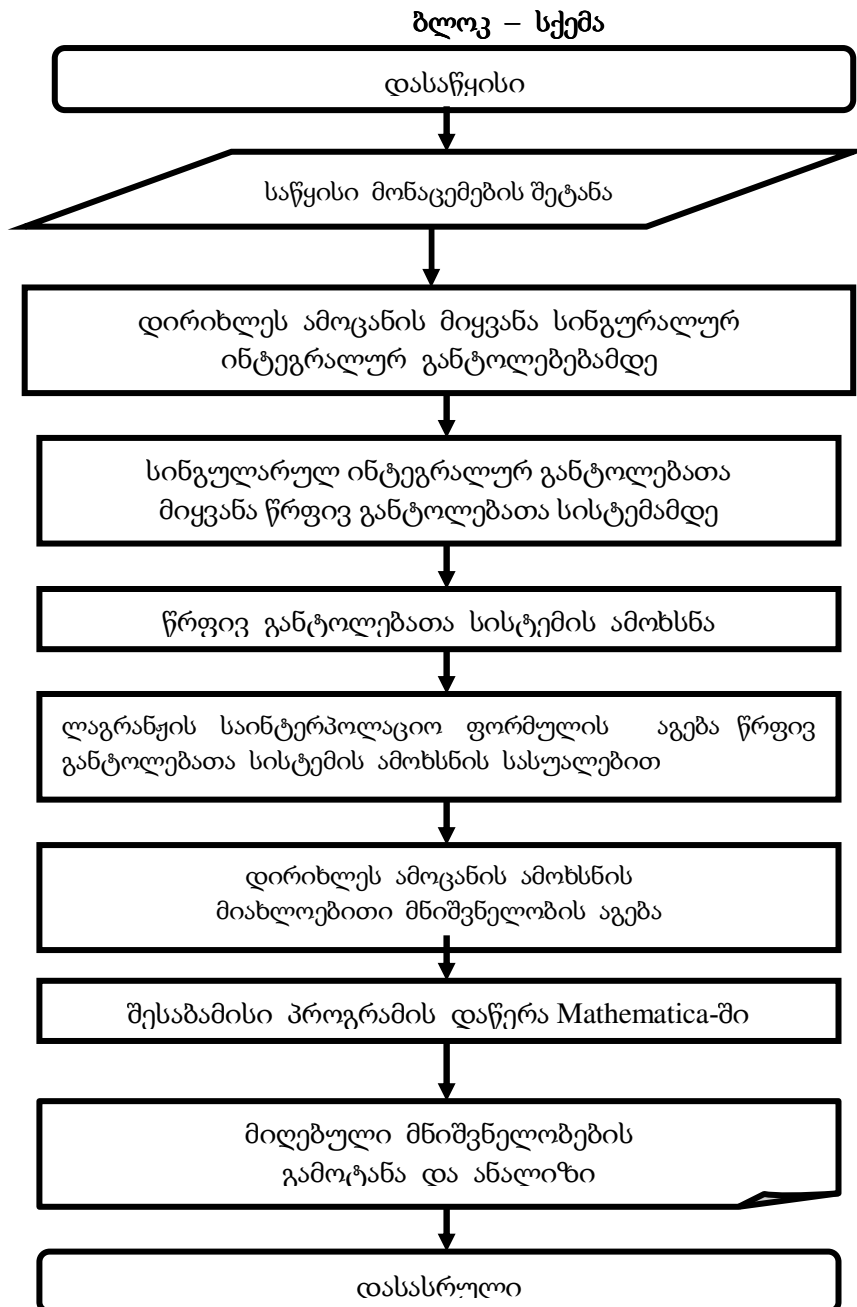 ბლოკ – სქემა
დასაწყისი
საწყისი მონაცემების შეტანა
დირიხლეს ამოცანის მიყვანა სინგურალურ
ინტეგრალურ განტოლებებამდე
სინგულარულ ინტეგრალურ განტოლებათა
მიყვანა წრფივ განტოლებათა სისტემამდე
წრფივ განტოლებათა სისტემის ამოხსნა
ლაგრანჟის საინტერპოლაციო ფორმულის აგება წრფივ
განტოლებათა სისტემის ამოხსნის სასუალებით
დირიხლეს ამოცანის ამოხსნის
მიახლოებითი მნიშვნელობის აგება
შესაბამისი პროგრამის დაწერა Mathematica-ში
მიღებული მნიშვნელობების
გამოტანა და ანალიზი
დასასრული